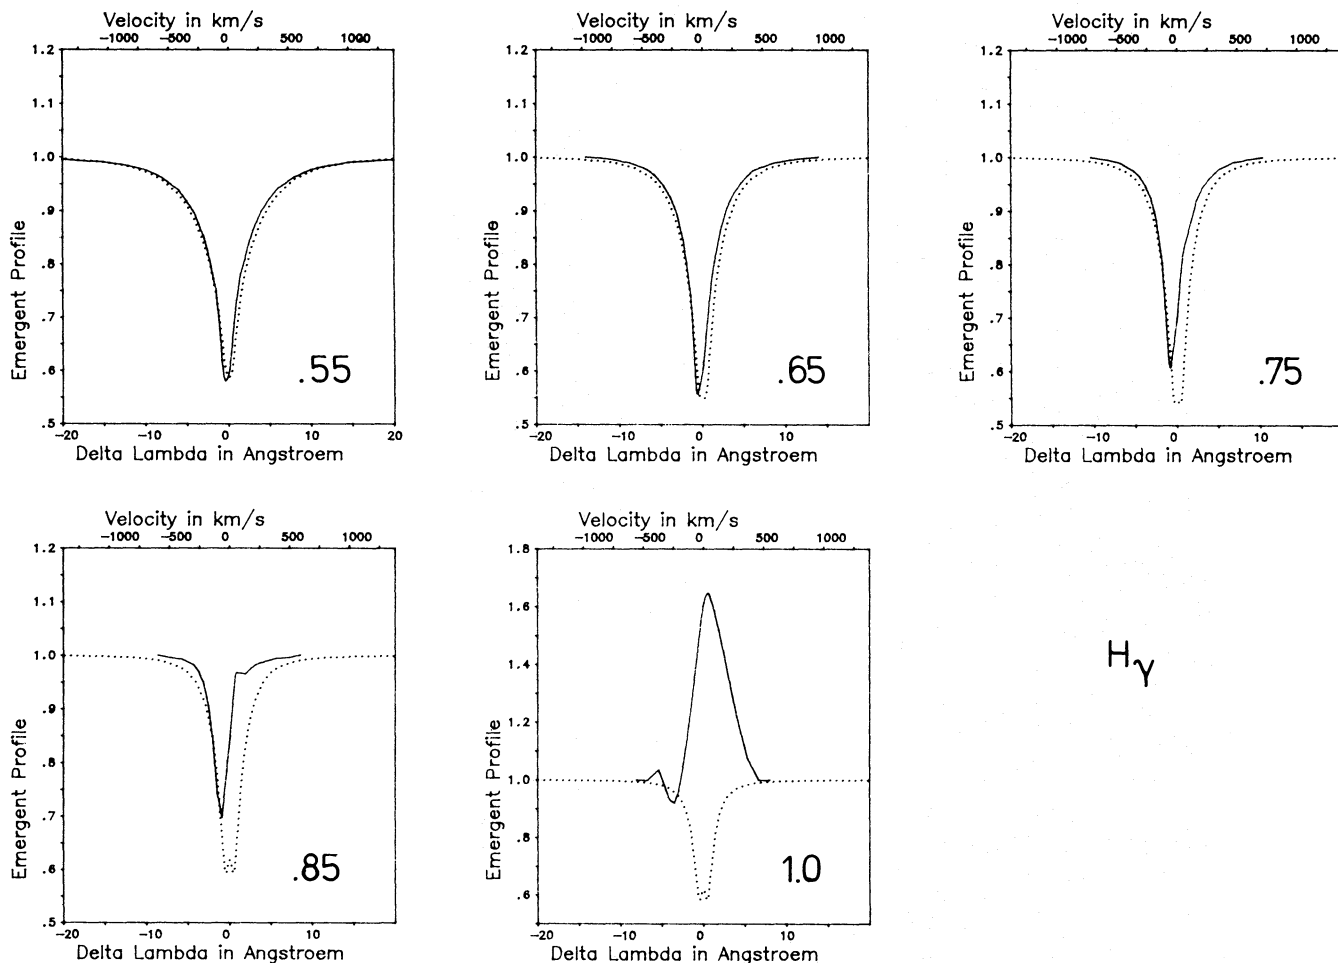 Velocity in km/s
-1000 -500 0 500 1000
1.2
1.1
1.0
.9
.8
.7
.6
.5
Emergent Profile
.55
-20 -10 0 10 20
Delta Lambda in Angstroem
Velocity in km/s
-1000 -500 0 500 1000
1.2
1.1
1.0
.9
.8
.7
.6
.5
Emergent Profile
.65
-20 -10 0 10
Delta Lambda in Angstroem
Velocity in km/s
-1000 -500 0 500 1000
1.2
1.1
1.0
.9
.8
.7
.6
.5
Emergent Profile
.75
-20 -10 0 10
Delta Lambda in Angstroem
Velocity in km/s
-1000 -500 0 500 1000
1.2
1.1
1.0
.9
.8
.7
.6
.5
Emergent Profile
.85
-20 -10 0 10
Delta Lambda in Angstroem
Velocity in km/s
-1000 -500 0 500 1000
1.8
1.6
1.4
1.2
1.0
.8
.6
Emergent Profile
1.0
-20 -10 0 10
Delta Lambda in Angstroem
Hγ